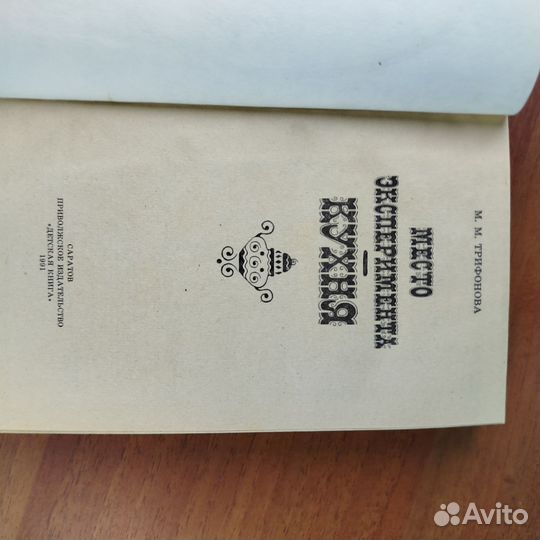 М. М. ТРИФОНОВА
МЕСТО
ЭКСПЕРИМЕНТА
—
КУХНЯ
САРАТОВ
ПРИВОЛЖСКОЕ ИЗДАТЕЛЬСТВО
«ДЕТСКАЯ КНИГА»
1991
Avito